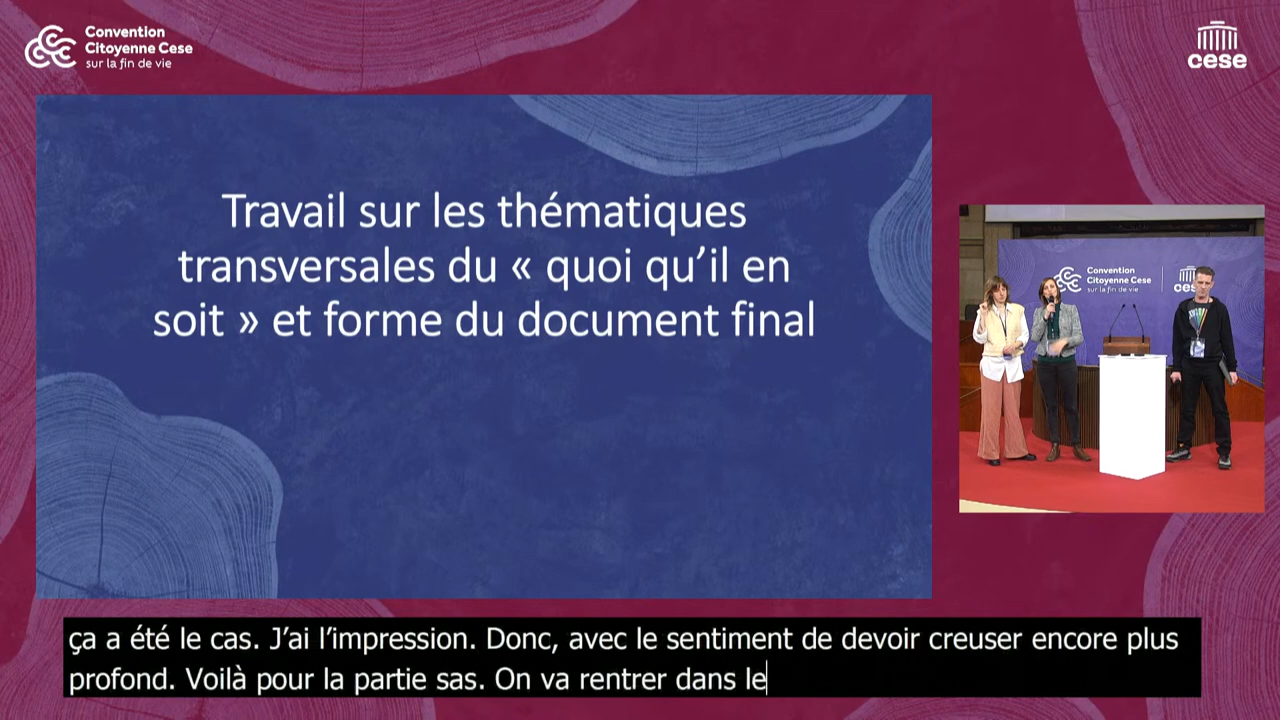 Convention
Citoyenne Cese
sur la fin de vie
cese
Travail sur les thématiques
transversales du « quoi qu’il en
soit » et forme du document final
Convention
Citoyenne Cese
sur la fin de vie
ça a été le cas. J’ai l’impression. Donc, avec le sentiment de devoir creuser encore plus
profond. Voilà pour la partie sas. On va rentrer dans le